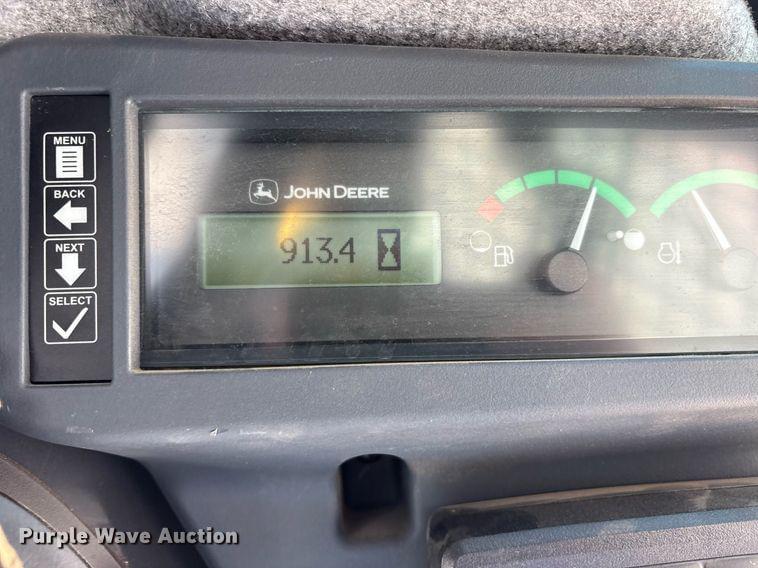 MENU
BACK
NEXT
SELECT
JOHN DEERE
913.4
Purple Wave Auction®